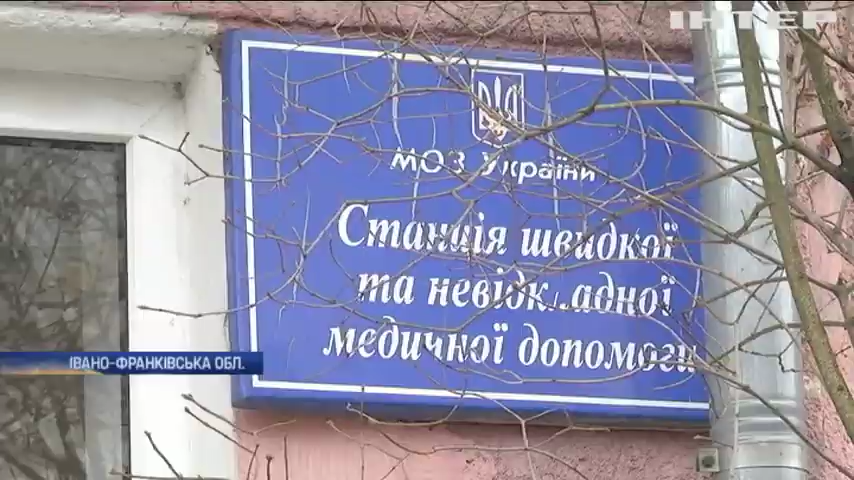 ІНТЕР
МОЗ України
Станція швидкої
та невідкладної
медичної допомоги
ІВАНО-ФРАНКІВСЬКА ОБЛ.